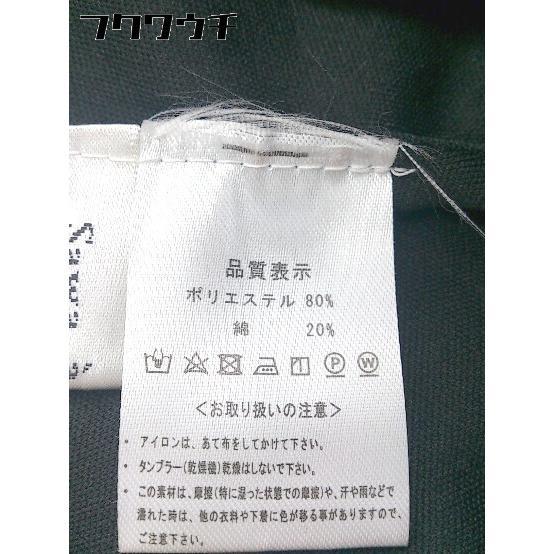 フクワウチ
品質表示
ポリエステル 80%
綿 20%
P W
<お取り扱いの注意>
・アイロンは、あて布をしてかけて下さい。
・タンブラー(乾燥機)乾燥はしないで下さい。
・この素材は、摩擦(特に湿った状態での摩擦)や、汗や雨などで
濡れた時は、他の衣料や下着に色が移る事がありますので、
ご注意下さい。